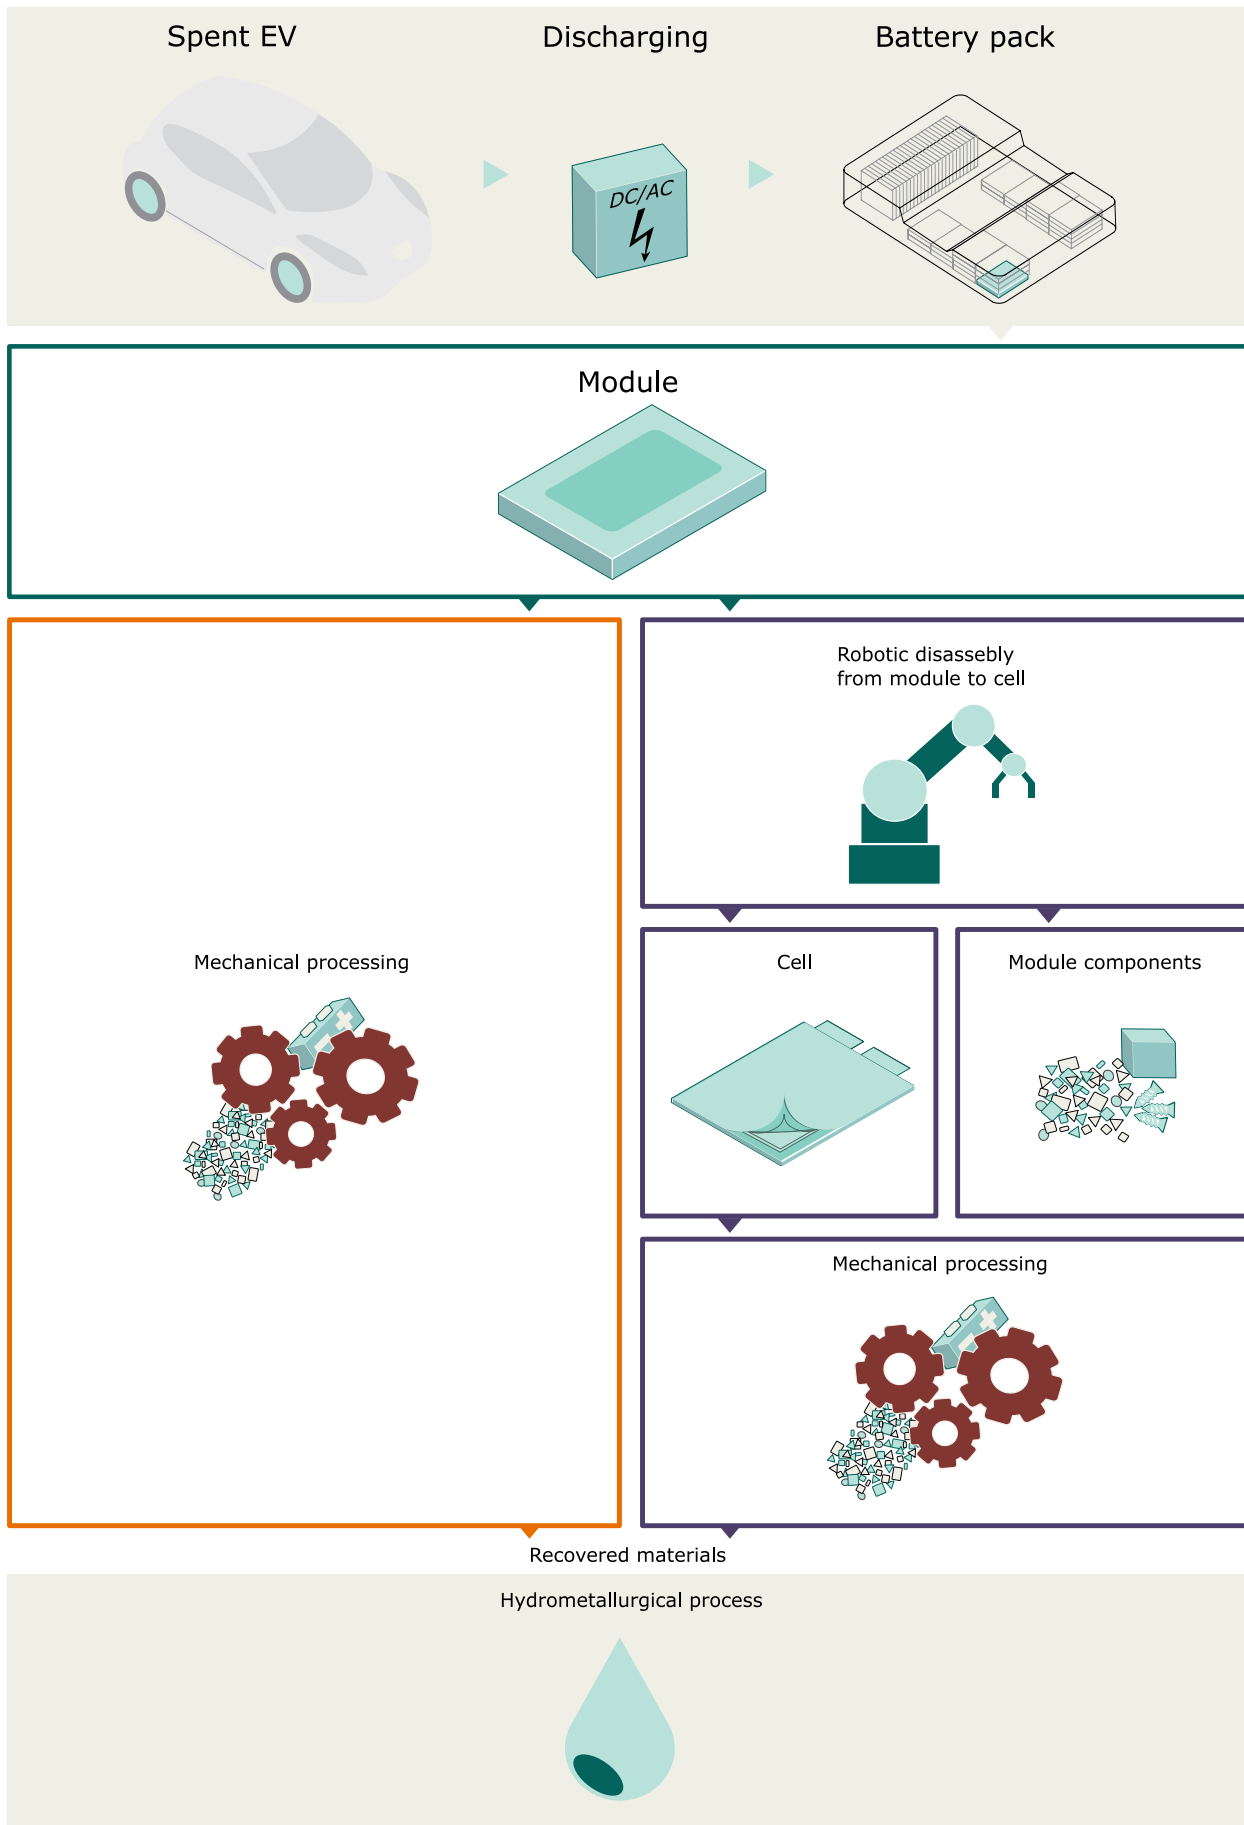 Spent EV
Discharging
Battery pack
DC/AC
Module
Robotic disassebly
from module to cell
Mechanical processing
Cell
Module components
Mechanical processing
Recovered materials
Hydrometallurgical process